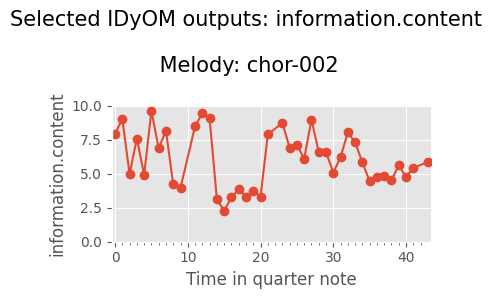 Selected IDyOM outputs: information.content
Melody: chor-002
10.0
7.5
5.0
2.5
0.0
information.content
0 10 20 30 40
Time in quarter note